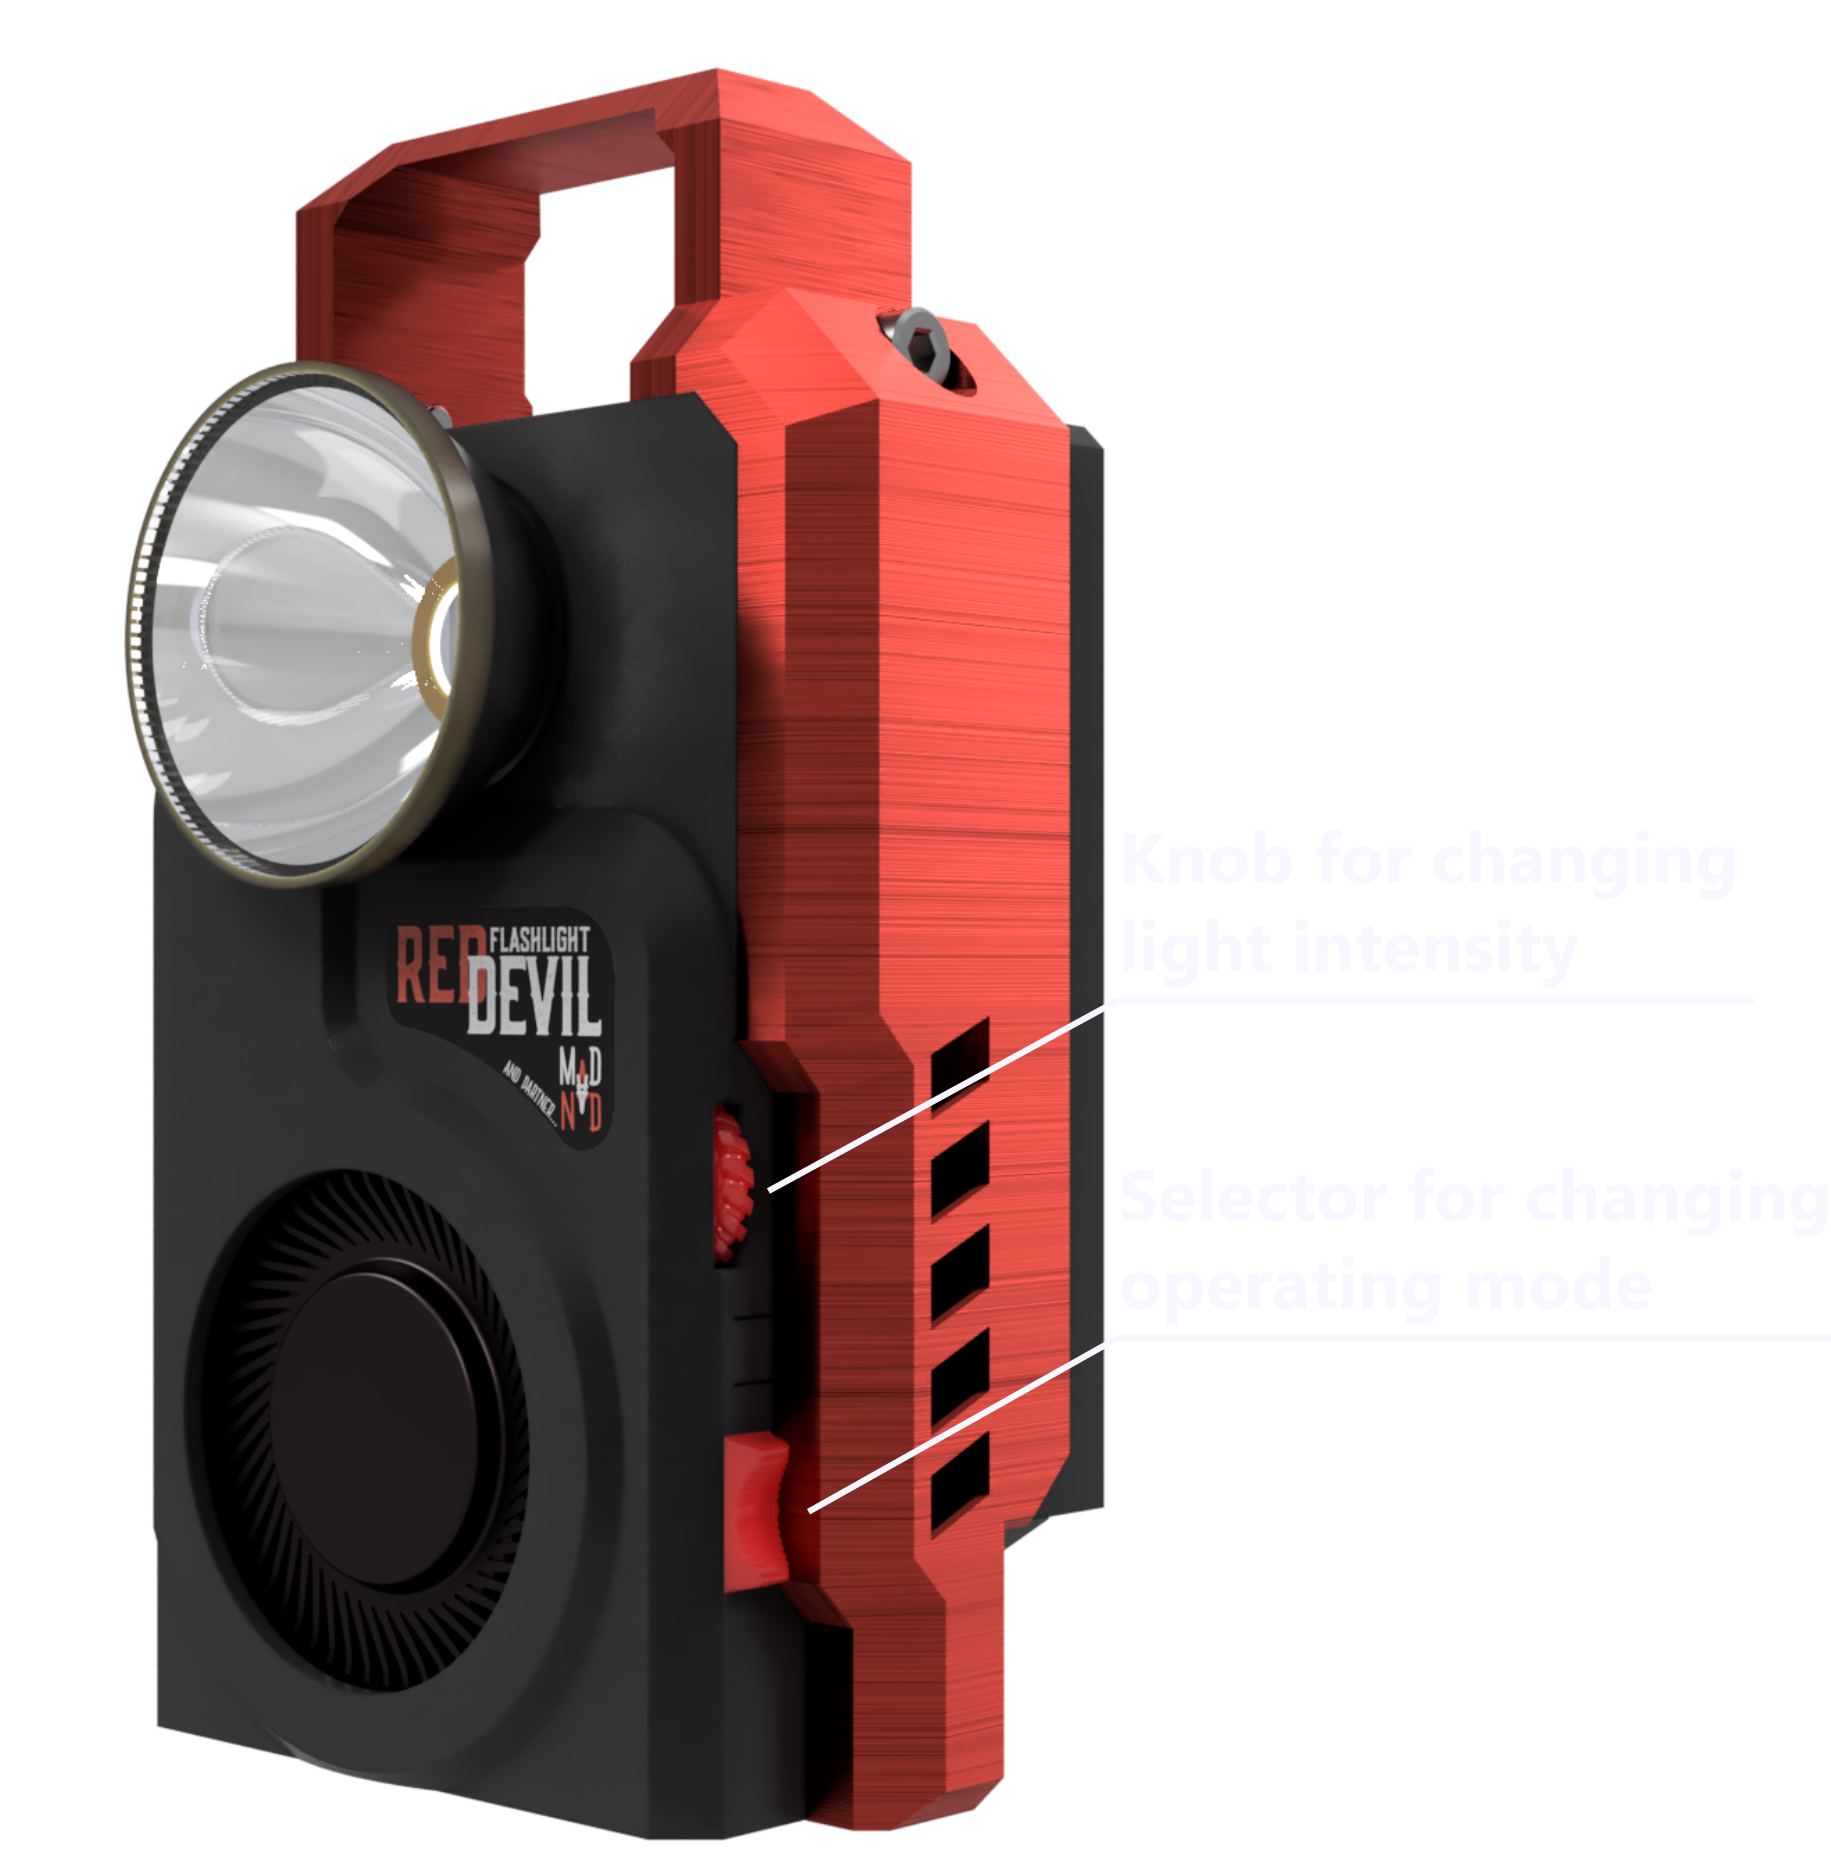 RED
FLASHLIGHT
DEVIL
AND PARTNER...
M D
N D
Knob for changing
light intensity
Selector for changing
operating mode